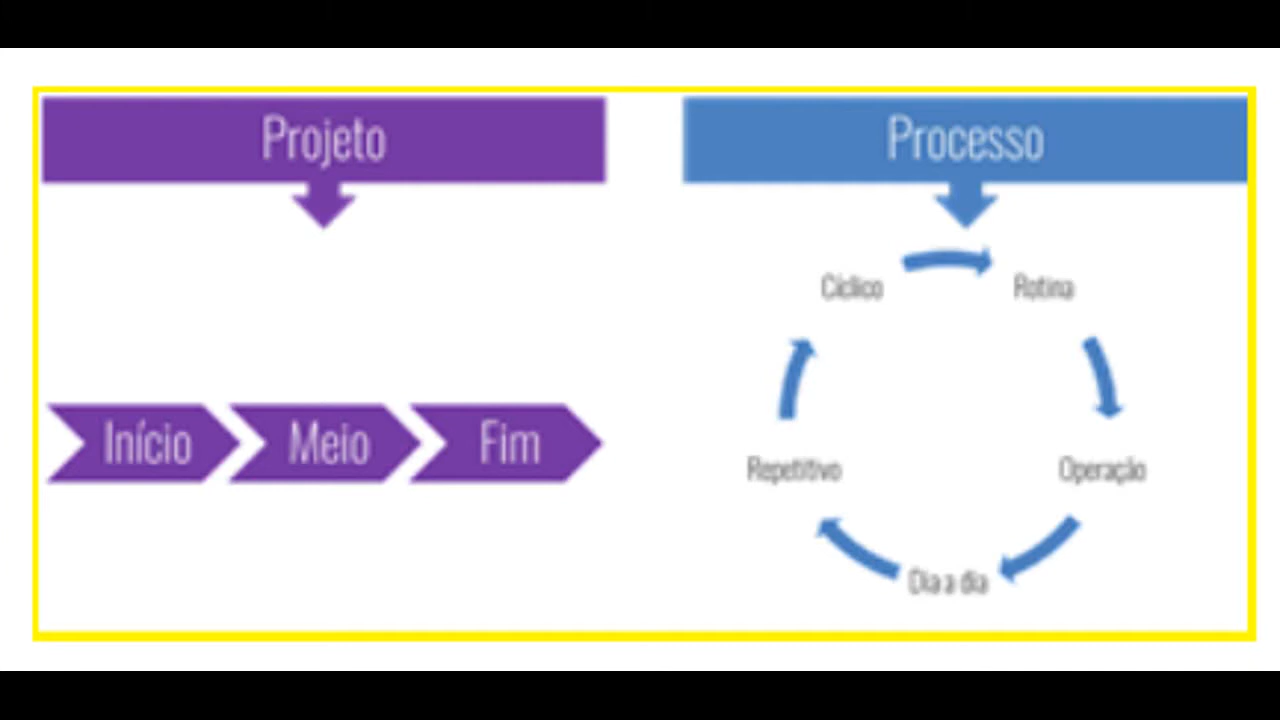 Projeto
Processo
Cíclico
Rotina
Início
Meio
Fim
Repetitivo
Operação
Dia a dia